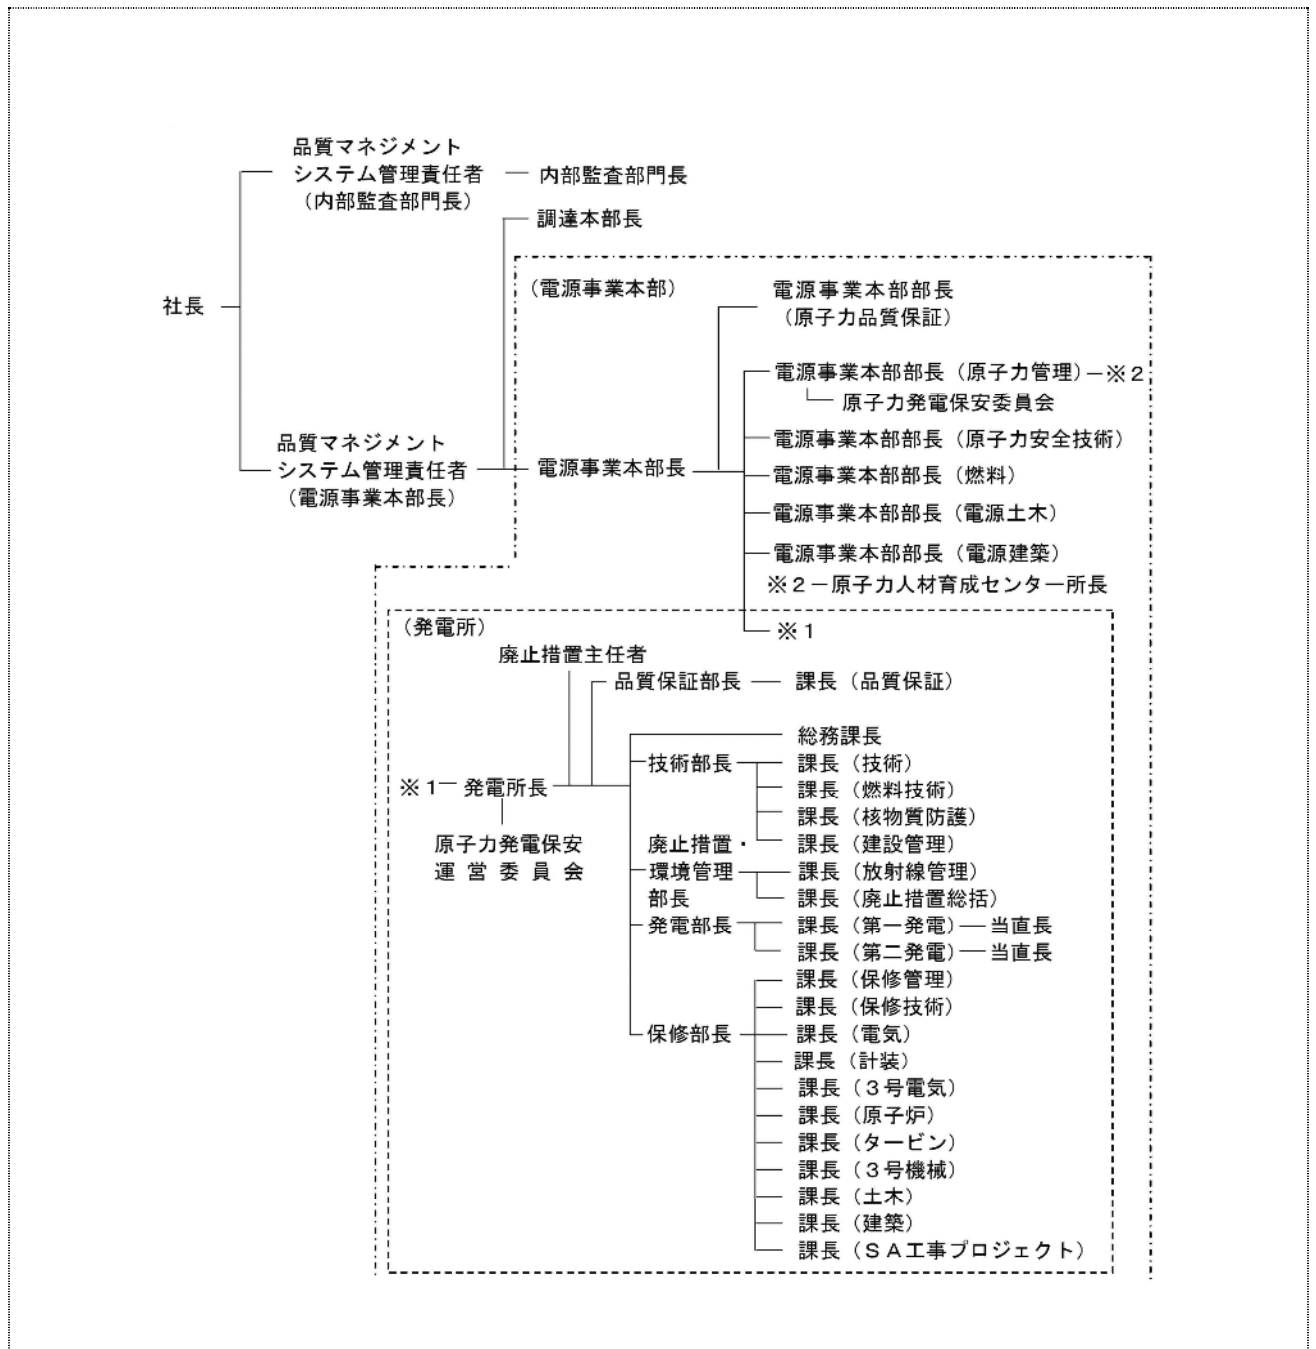 品質マネジメント
システム管理責任者
（内部監査部門長）
内部監査部門長
調達本部長
社長
（電源事業本部）
電源事業本部部長
（原子力品質保証）
電源事業本部部長（原子力管理）－※２
原子力発電保安委員会
電源事業本部部長（原子力安全技術）
品質マネジメント
システム管理責任者
（電源事業本部長）
電源事業本部長
電源事業本部部長（燃料）
電源事業本部部長（電源土木）
電源事業本部部長（電源建築）
※２－原子力人材育成センター所長
※１
（発電所）
廃止措置主任者
品質保証部長
課長（品質保証）
総務課長
技術部長
課長（技術）
※１
発電所長
課長（燃料技術）
課長（核物質防護）
原子力発電保安
運営委員会
課長（建設管理）
廃止措置・
環境管理
部長
課長（放射線管理）
課長（廃止措置総括）
発電部長
課長（第一発電）
当直長
課長（第二発電）
当直長
課長（保修管理）
課長（保修技術）
保修部長
課長（電気）
課長（計装）
課長（３号電気）
課長（原子炉）
課長（タービン）
課長（３号機械）
課長（土木）
課長（建築）
課長（ＳＡ工事プロジェクト）